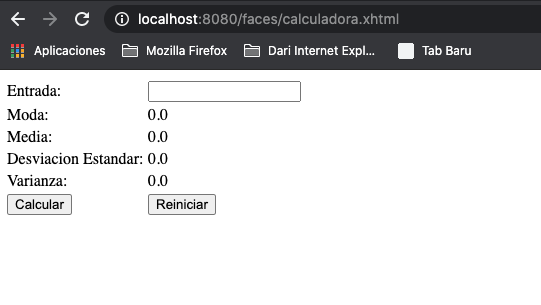 localhost:8080/faces/calculadora.xhtml
Aplicaciones Mozilla Firefox Dari Internet Expl... Tab Baru
Entrada:
Moda: 0.0
Media: 0.0
Desviacion Estandar: 0.0
Varianza: 0.0
Calcular Reiniciar